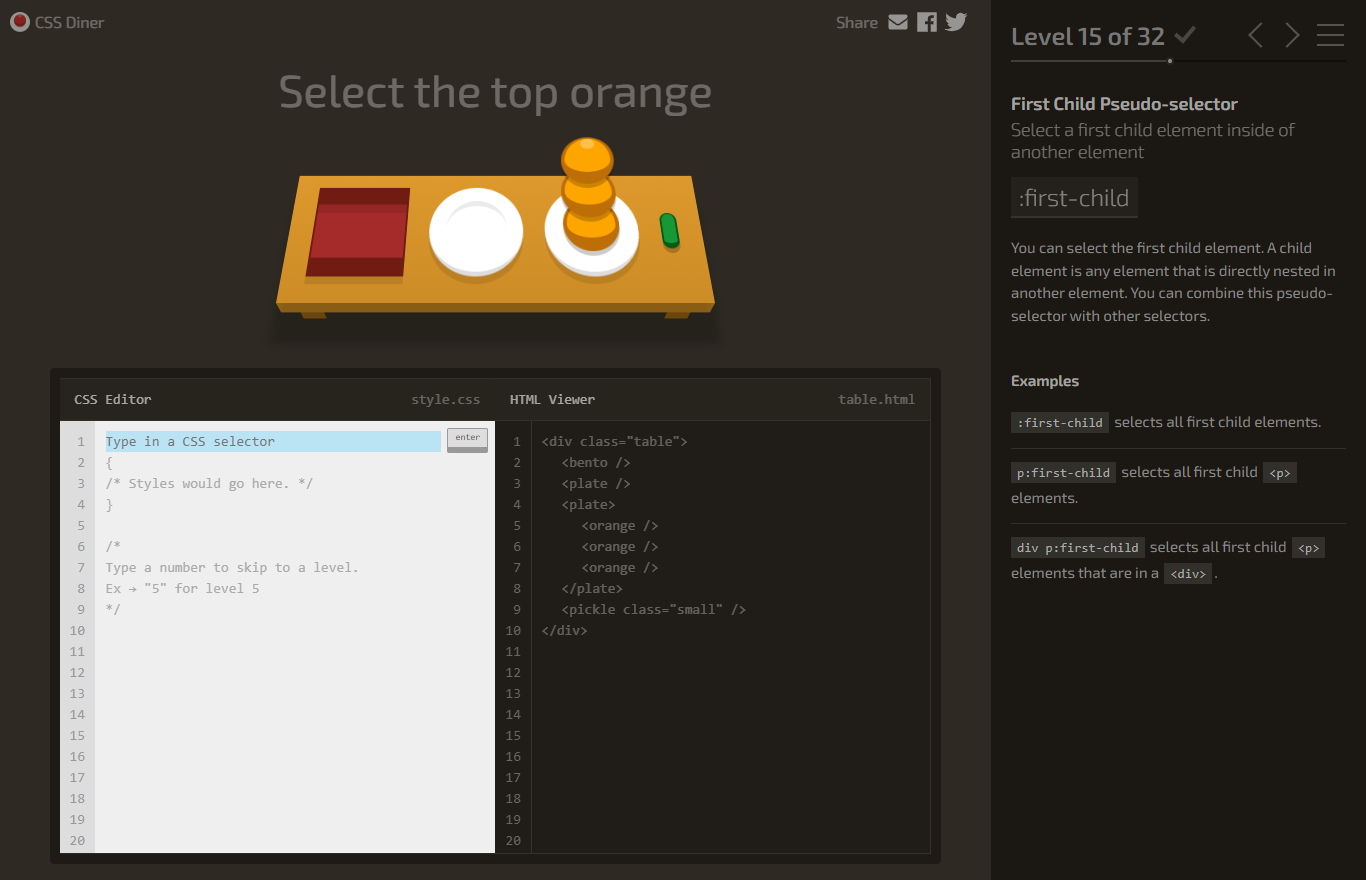 CSS Diner
Share
Select the top orange
CSS Editor
style.css
HTML Viewer
table.html
1
2
3
4
5
6
7
8
9
10
11
12
13
14
15
16
17
18
19
20
Type in a CSS selector
enter
{
/* Styles would go here. */
}
/*
Type a number to skip to a level.
Ex → "5" for level 5
*/
1
2
3
4
5
6
7
8
9
10
11
12
13
14
15
16
17
18
19
20
<div class="table">
<bento />
<plate />
<plate>
<orange />
<orange />
<orange />
</plate>
<pickle class="small" />
</div>
Level 15 of 32
First Child Pseudo-selector
Select a first child element inside of
another element
:first-child
You can select the first child element. A child
element is any element that is directly nested in
another element. You can combine this pseudo-
selector with other selectors.
Examples
:first-child selects all first child elements.
p:first-child selects all first child <p>
elements.
div p:first-child selects all first child <p>
elements that are in a <div> .